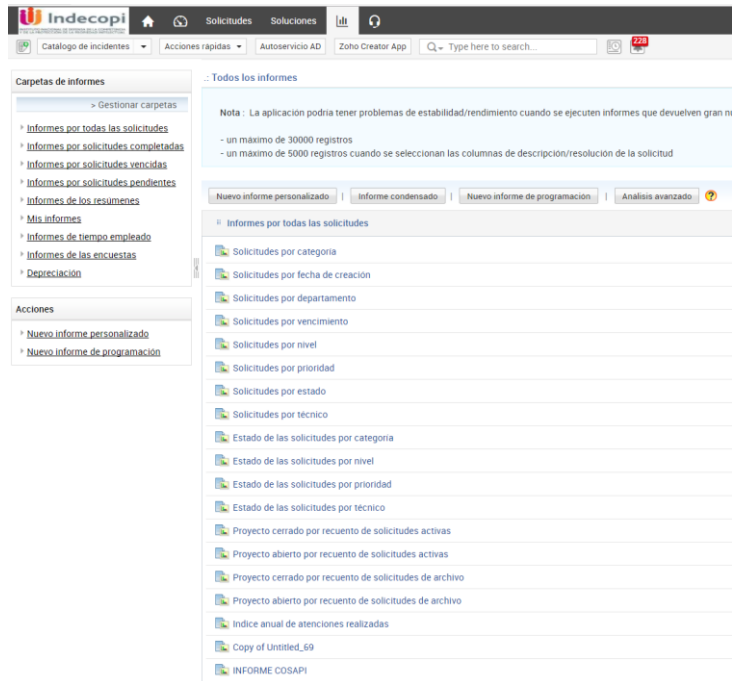 Indecopi
Solicitudes
Soluciones
Catálogo de incidentes
Acciones rápidas
Autoservicio AD
Zoho Creator App
Type here to search...
228
Carpetas de informes
> Gestionar carpetas
Informes por todas las solicitudes
Informes por solicitudes completadas
Informes por solicitudes vencidas
Informes por solicitudes pendientes
Informes de los resúmenes
Mis informes
Informes de tiempo empleado
Informes de las encuestas
Depreciación
Acciones
Nuevo informe personalizado
Nuevo informe de programación
.: Todos los informes
Nota : La aplicación podria tener problemas de estabilidad/rendimiento cuando se ejecuten informes que devuelven gran
- un máximo de 30000 registros
- un máximo de 5000 registros cuando se seleccionan las columnas de descripción/resolución de la solicitud
Nuevo informe personalizado | Informe condensado | Nuevo informe de programación | Análisis avanzado
Informes por todas las solicitudes
Solicitudes por categoría
Solicitudes por fecha de creación
Solicitudes por departamento
Solicitudes por vencimiento
Solicitudes por nivel
Solicitudes por prioridad
Solicitudes por estado
Solicitudes por técnico
Estado de las solicitudes por categoría
Estado de las solicitudes por nivel
Estado de las solicitudes por prioridad
Estado de las solicitudes por técnico
Proyecto cerrado por recuento de solicitudes activas
Proyecto abierto por recuento de solicitudes activas
Proyecto cerrado por recuento de solicitudes de archivo
Proyecto abierto por recuento de solicitudes de archivo
Indice anual de atenciones realizadas
Copy of Untitled_69
INFORME COSAPI